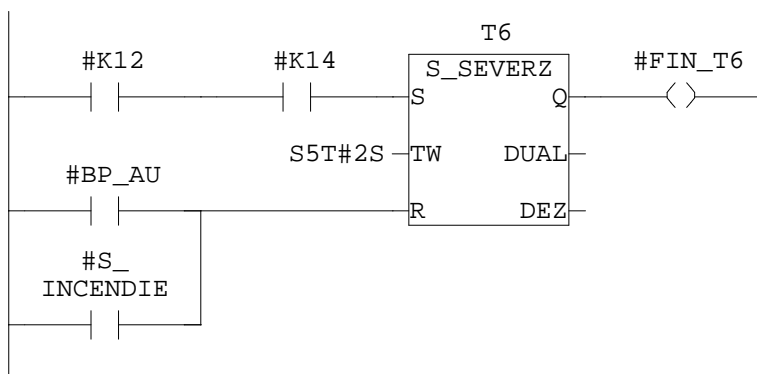 T6
#K12
#K14
S_SEVERZ
#FIN_T6
S
Q
S5T#2S
TW
DUAL
#BP_AU
R
DEZ
#S_
INCENDIE